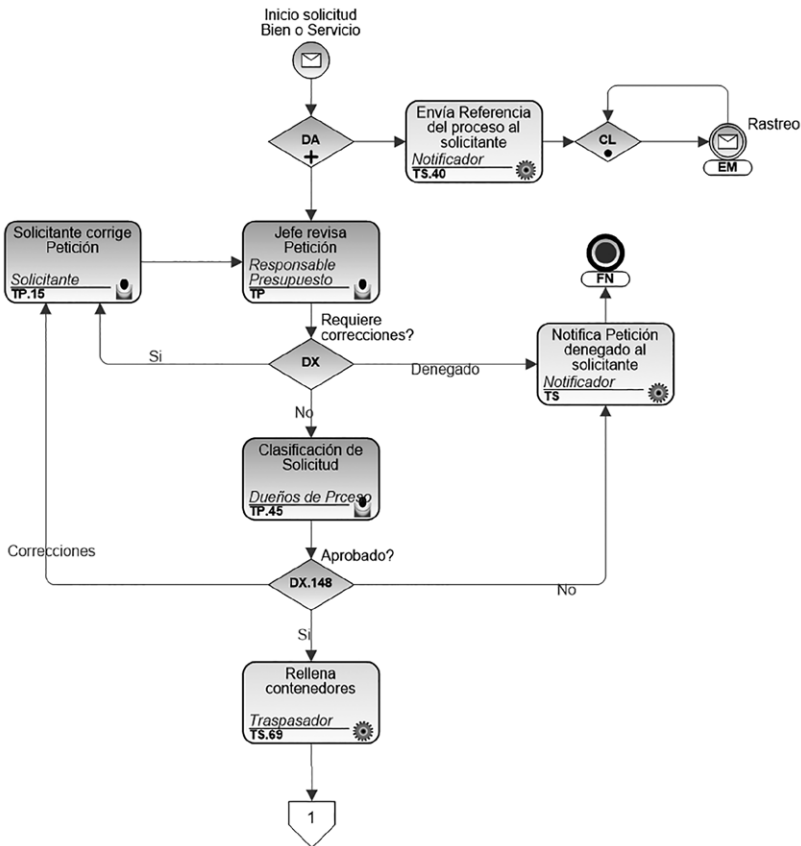 Inicio solicitud
Bien o Servicio
DA
Envía Referencia
del proceso al
solicitante
Notificador
TS.40
CL
Rastreo
EM
Solicitante corrige
Petición
Solicitante
TP.15
Jefe revisa
Petición
Responsable
Presupuesto
TP
FN
Requiere
correcciones?
Si
DX
Denegado
Notifica Petición
denegado al
solicitante
Notificador
TS
No
Clasificación de
Solicitud
Dueños de Prceso
TP.45
Correcciones
Aprobado?
DX.148
No
Si
Rellena
contenedores
Traspasador
TS.69
1